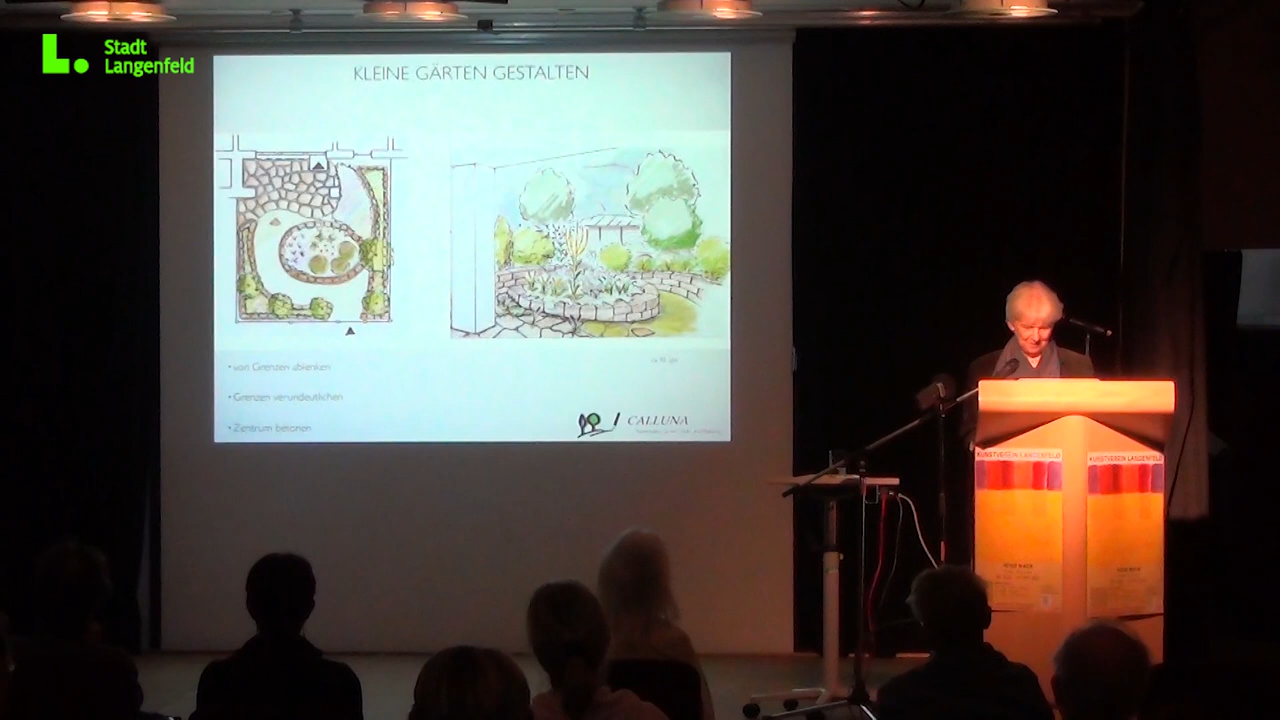 Stadt
Langenfeld
KLEINE GÄRTEN GESTALTEN
• von Grenzen ablenken
• Grenzen verundeutlichen
• Zentrum betonen
CALLUNA
KUNSTVEREIN LANGENFELD
KUNSTVEREIN LANGENFELD